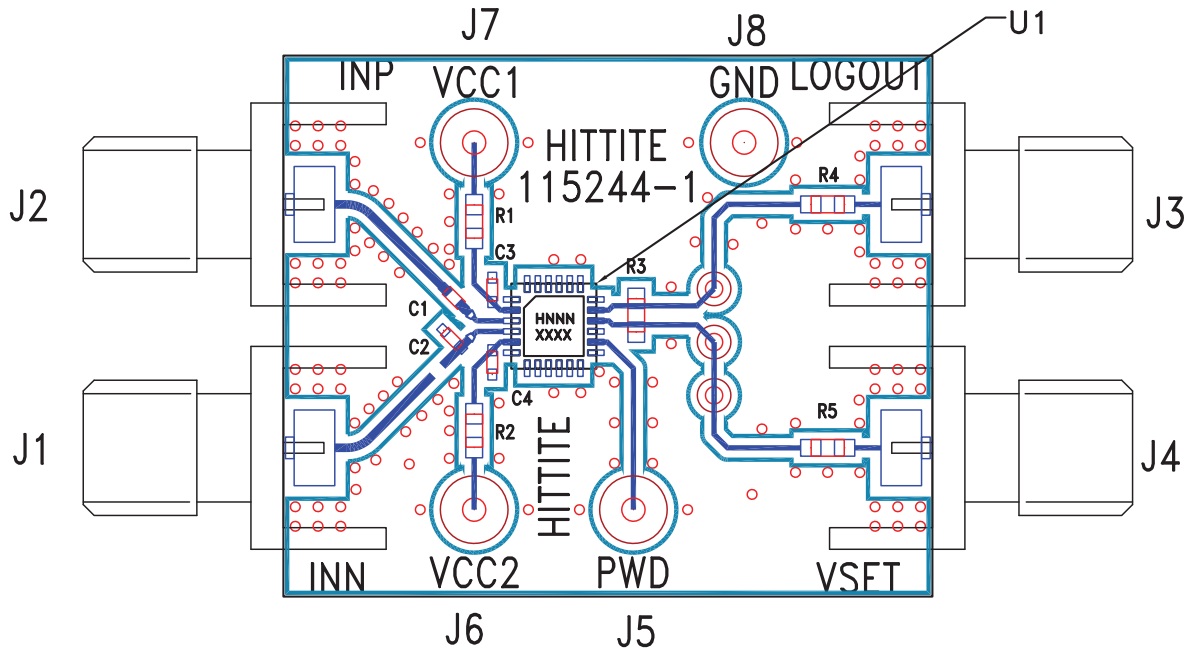 J7
J8
U1
INP
VCC1
GND
LOGOUT
HITTITE
115244-1
R4
J2
J3
R1
C3
R3
C1
HNNN
XXXX
C2
C4
R2
R5
HITTITE
J1
J4
INN
VCC2
PWD
VSET
J6
J5